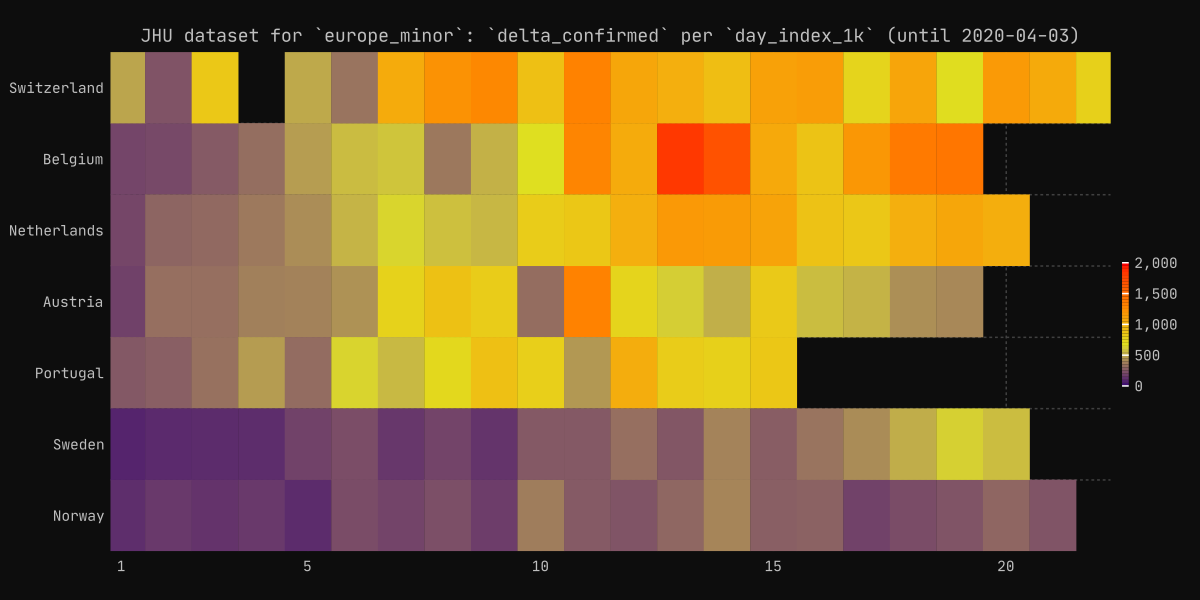 JHU dataset for `europe_minor`: `delta_confirmed` per `day_index_1k` (until 2020-04-03)
Switzerland
Belgium
Netherlands
Austria
Portugal
Sweden
Norway
1 5 10 15 20
2,000
1,500
1,000
500
0